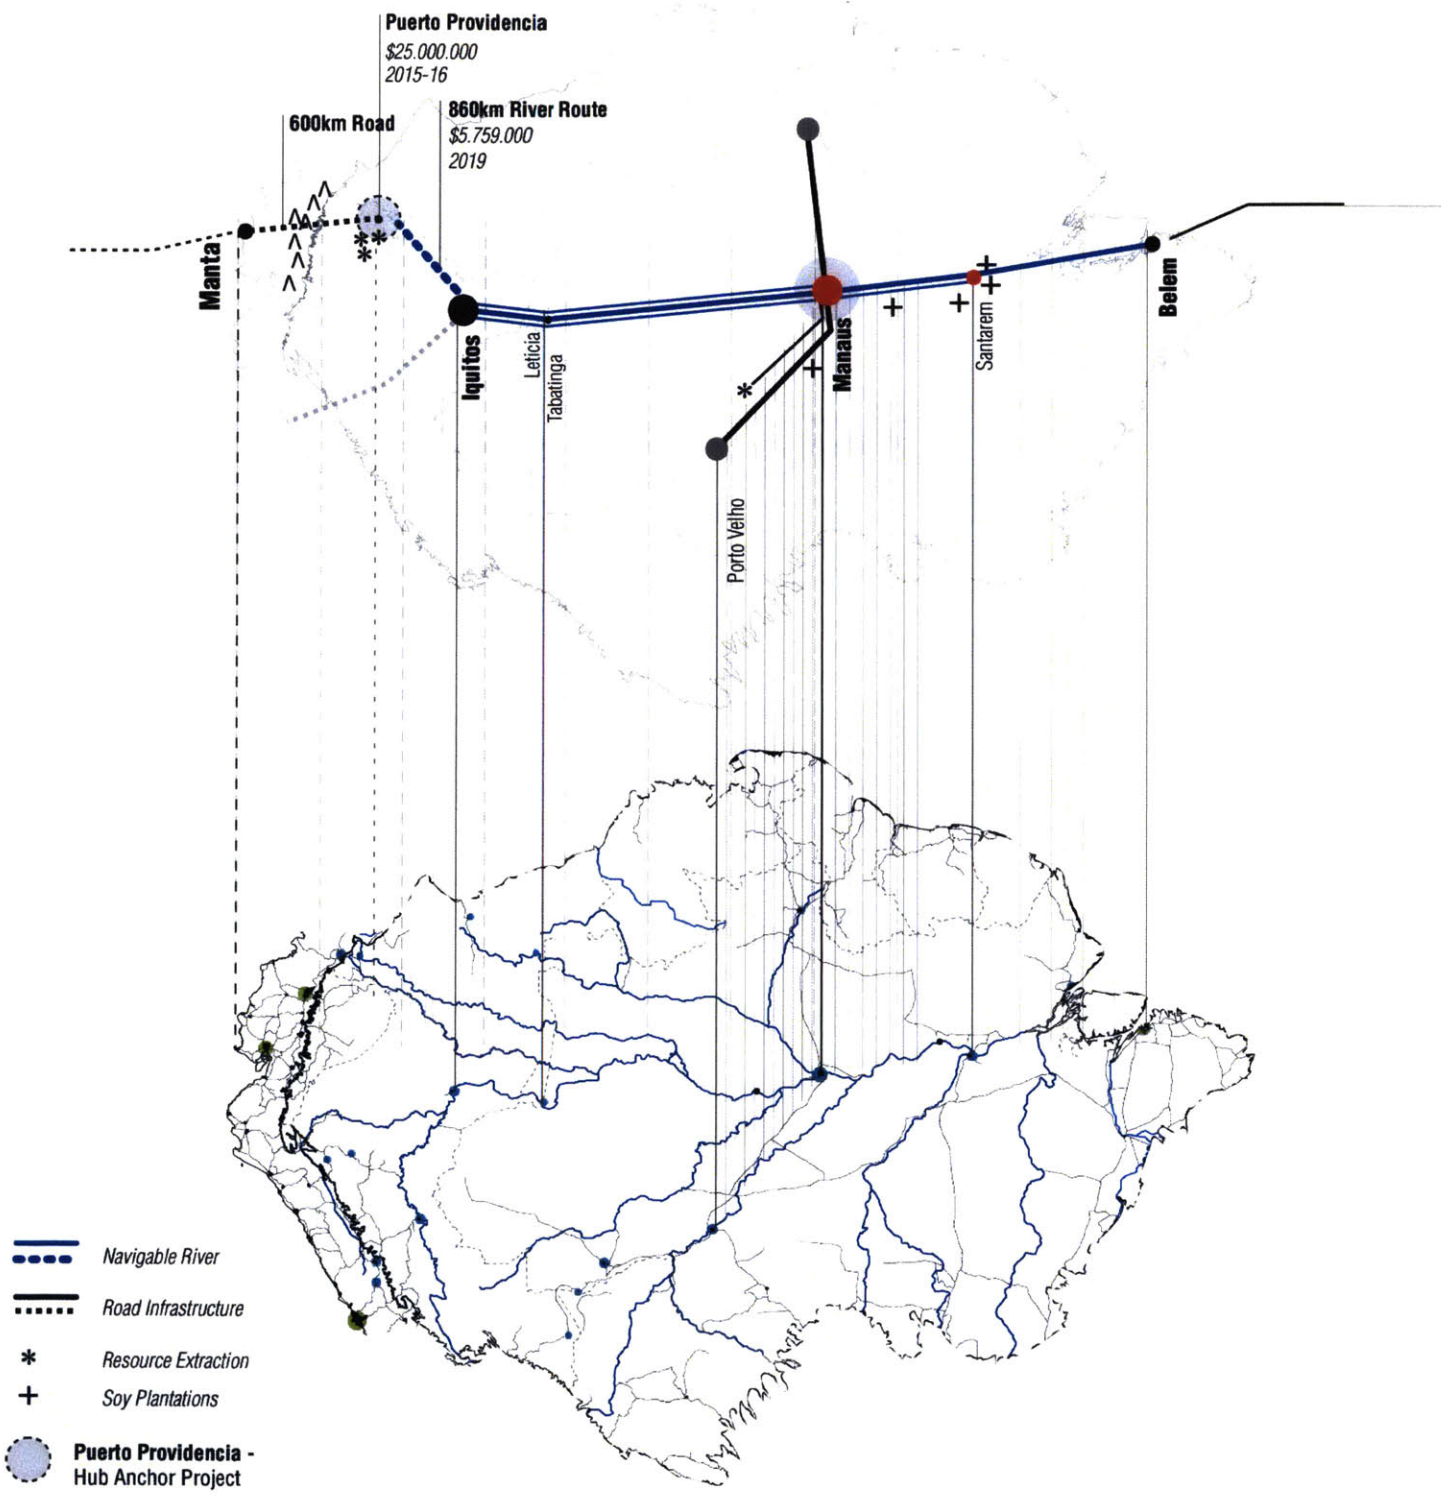 Puerto Providencia
$25.000.000
2015-16
860km River Route
$5.759.000
2019
600km Road
Manta
Iquitos
Leticia
Tabatinga
Manaus
Santarem
Belem
Porto Velho
Navigable River
Road Infrastructure
* Resource Extraction
+ Soy Plantations
Puerto Providencia -
Hub Anchor Project